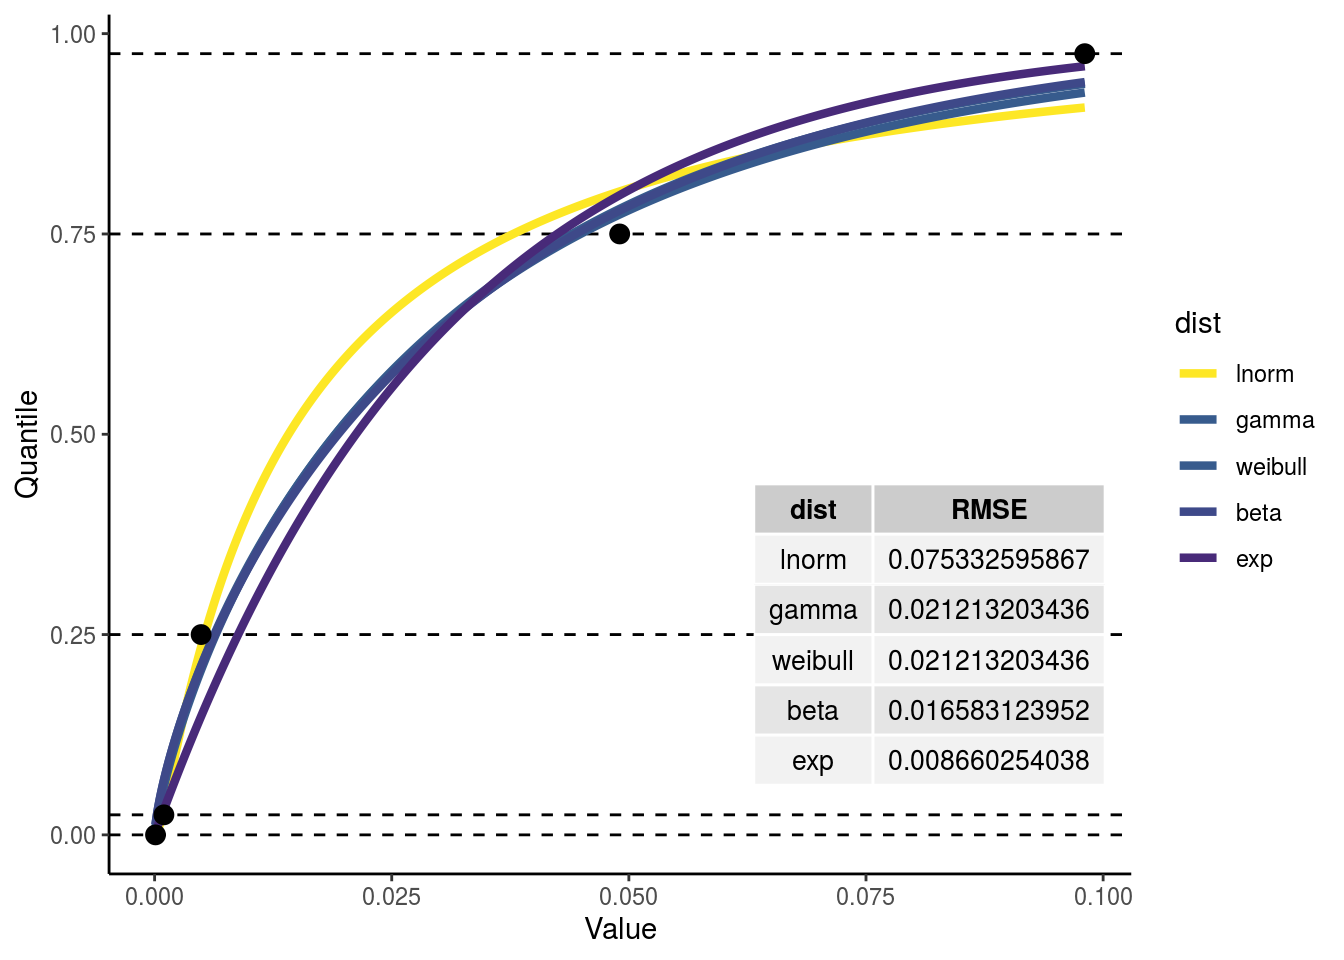 1.00
0.75
0.50
0.25
0.00
Quantile
0.000 0.025 0.050 0.075 0.100
Value
dist
lnorm
gamma
weibull
beta
exp
dist RMSE
lnorm 0.075332595867
gamma 0.021213203436
weibull 0.021213203436
beta 0.016583123952
exp 0.008660254038